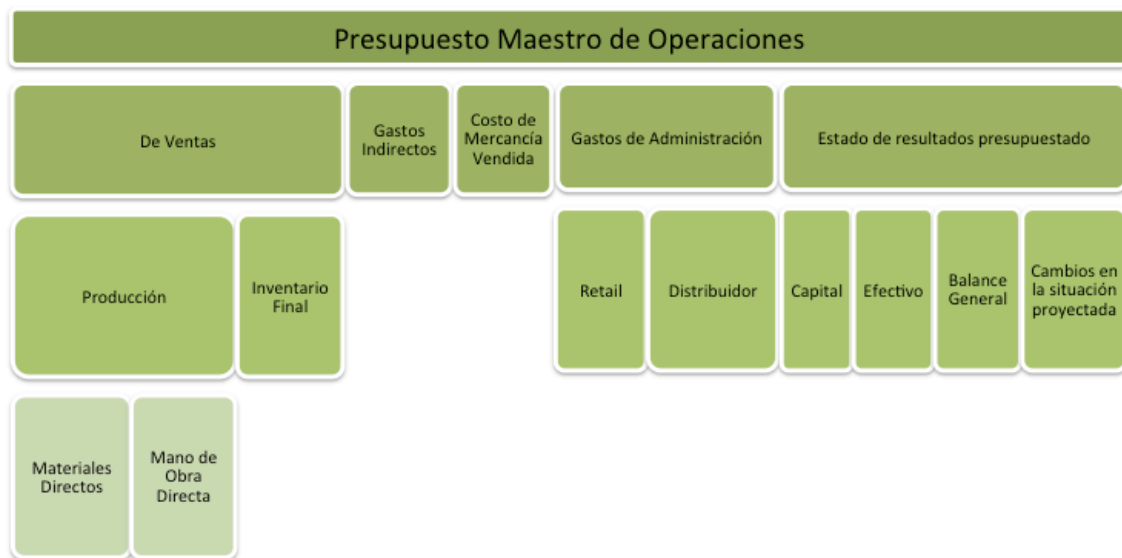 Presupuesto Maestro de Operaciones
De Ventas
Gastos
Indirectos
Costo de
Mercancía
Vendida
Gastos de Administración
Estado de resultados presupuestado
Producción
Inventario
Final
Retail
Distribuidor
Capital
Efectivo
Balance
General
Cambios en
la situación
proyectada
Materiales
Directos
Mano de
Obra
Directa